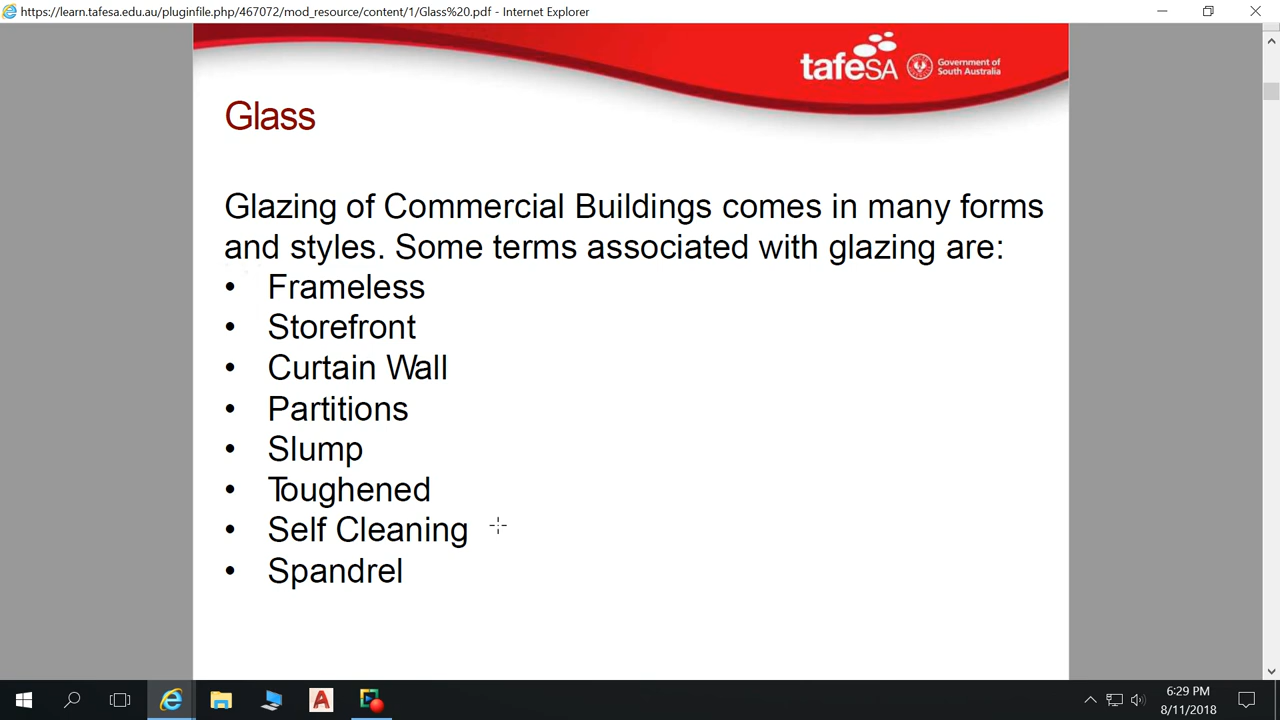 https://learn.tafesa.edu.au/pluginfile.php/467072/mod_resource/content/1/Glass%20.pdf - Internet Explorer
tafeSA
Government of
South Australia
Glass
Glazing of Commercial Buildings comes in many forms
and styles. Some terms associated with glazing are:
• Frameless
• Storefront
• Curtain Wall
• Partitions
• Slump
• Toughened
• Self Cleaning
• Spandrel
6:29 PM
8/11/2018